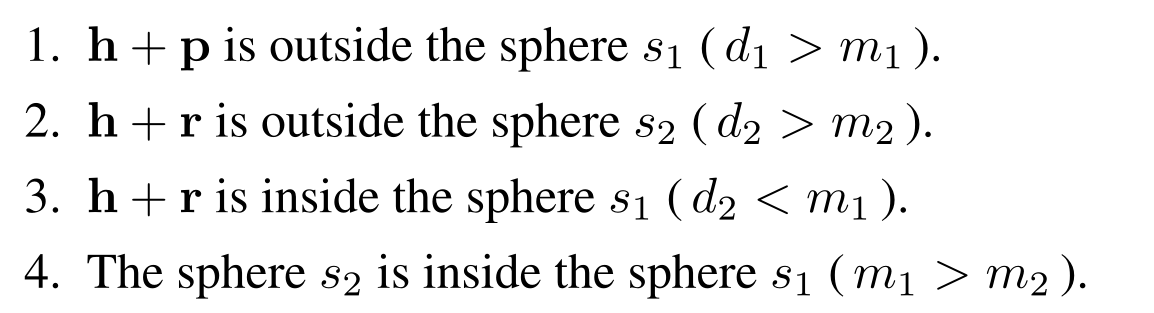 1. h + p is outside the sphere s₁ ( d₁ > m₁ ).
2. h + r is outside the sphere s₂ ( d₂ > m₂ ).
3. h + r is inside the sphere s₁ ( d₂ < m₁ ).
4. The sphere s₂ is inside the sphere s₁ ( m₁ > m₂ ).